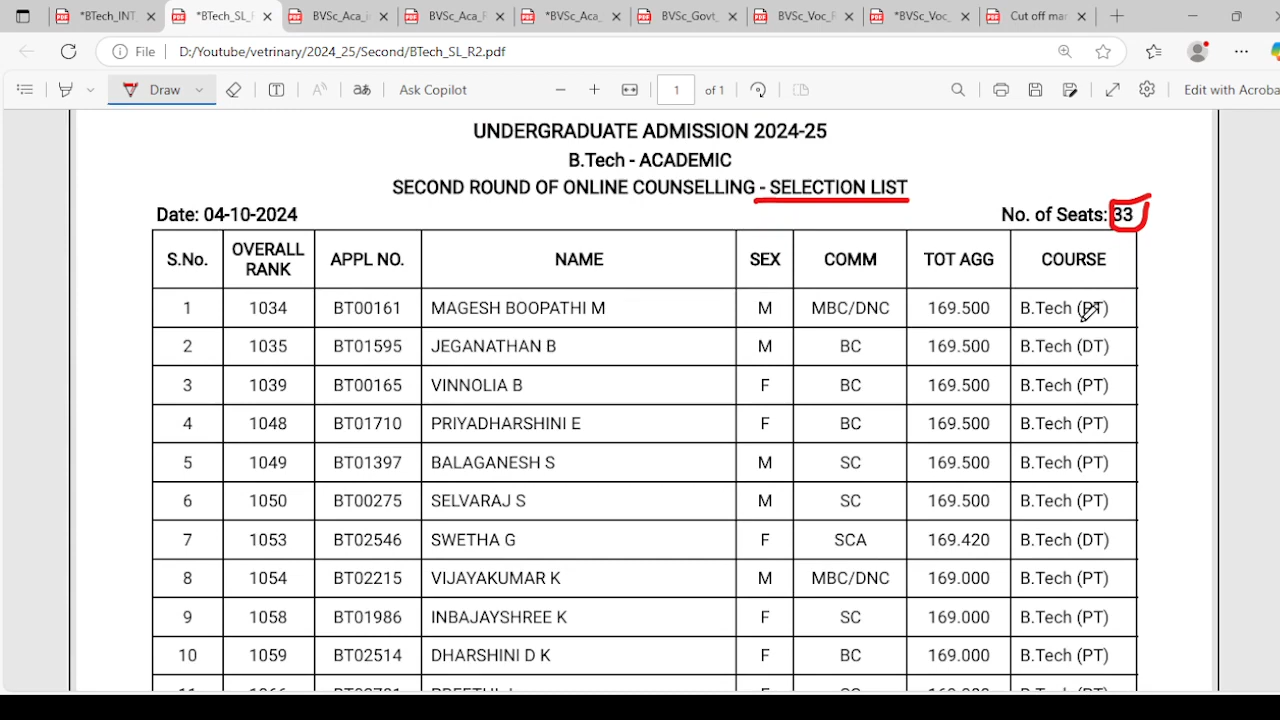 *BTech_INT_
*BTech_SL_F
BVSc_Aca_
BVSc_Aca_F
*BVSc_Aca_
BVSc_Govt_
BVSc_Voc_F
*BVSc_Voc_
Cut off mar
File D:/Youtube/vetrinary/2024_25/Second/BTech_SL_R2.pdf
Draw Ask Copilot 1 of 1 Edit with Acroba
UNDERGRADUATE ADMISSION 2024-25
B.Tech - ACADEMIC
SECOND ROUND OF ONLINE COUNSELLING - SELECTION LIST
Date: 04-10-2024 No. of Seats: 33
S.No. OVERALL RANK APPL NO. NAME SEX COMM TOT AGG COURSE
1 1034 BT00161 MAGESH BOOPATHI M M MBC/DNC 169.500 B.Tech (PT)
2 1035 BT01595 JEGANATHAN B M BC 169.500 B.Tech (DT)
3 1039 BT00165 VINNOLIA B F BC 169.500 B.Tech (PT)
4 1048 BT01710 PRIYADHARSHINI E F BC 169.500 B.Tech (PT)
5 1049 BT01397 BALAGANESH S M SC 169.500 B.Tech (PT)
6 1050 BT00275 SELVARAJ S M SC 169.500 B.Tech (PT)
7 1053 BT02546 SWETHA G F SCA 169.420 B.Tech (DT)
8 1054 BT02215 VIJAYAKUMAR K M MBC/DNC 169.000 B.Tech (PT)
9 1058 BT01986 INBAJAYSHREE K F SC 169.000 B.Tech (PT)
10 1059 BT02514 DHARSHINI D K F BC 169.000 B.Tech (PT)